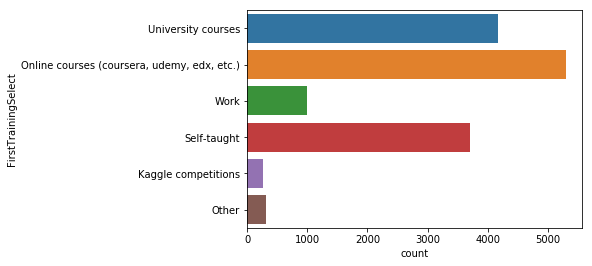 University courses
Online courses (coursera, udemy, edx, etc.)
Work
Self-taught
Kaggle competitions
Other
FirstTrainingSelect
0 1000 2000 3000 4000 5000
count